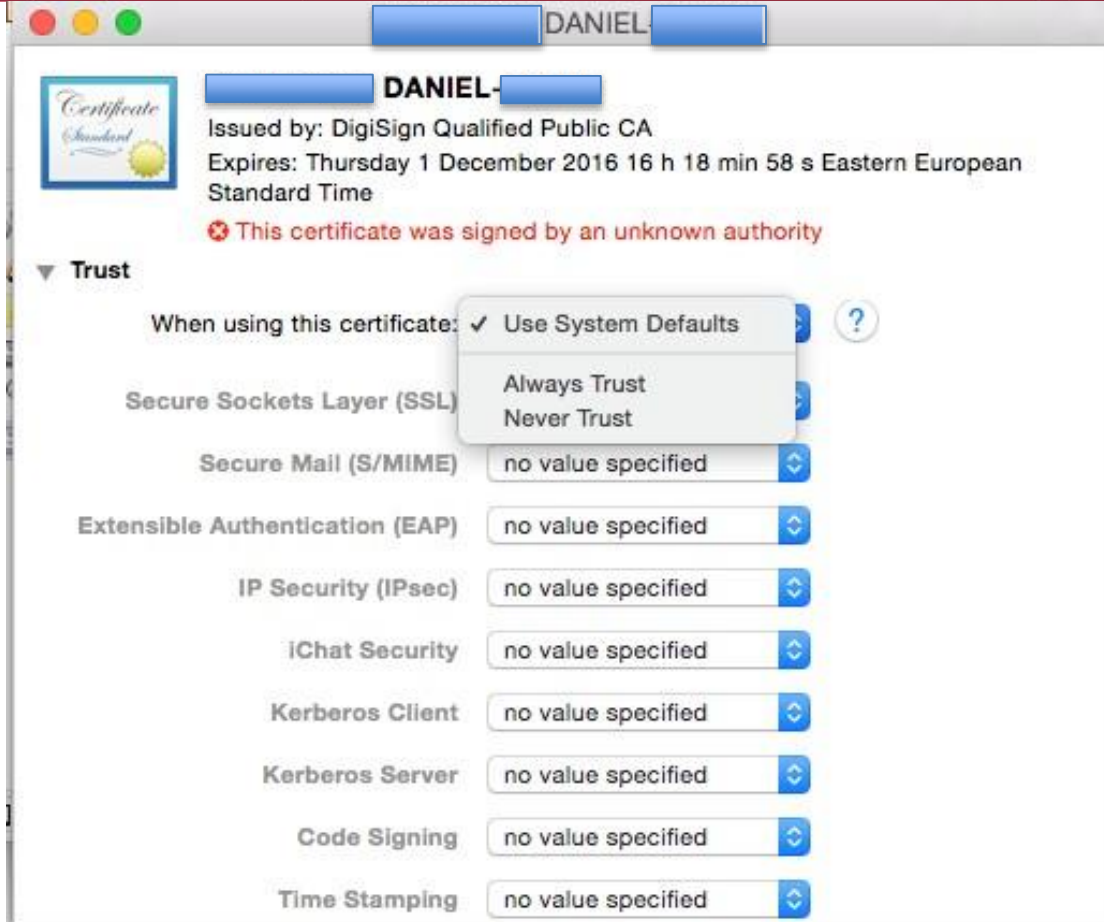 DANIEL-
Certificate
Standard
DANIEL-
Issued by: DigiSign Qualified Public CA
Expires: Thursday 1 December 2016 16 h 18 min 58 s Eastern European
Standard Time
This certificate was signed by an unknown authority
Trust
When using this certificate: ✓ Use System Defaults ?
Always Trust
Never Trust
Secure Sockets Layer (SSL)
Secure Mail (S/MIME) no value specified
Extensible Authentication (EAP) no value specified
IP Security (IPsec) no value specified
iChat Security no value specified
Kerberos Client no value specified
Kerberos Server no value specified
Code Signing no value specified
Time Stamping no value specified